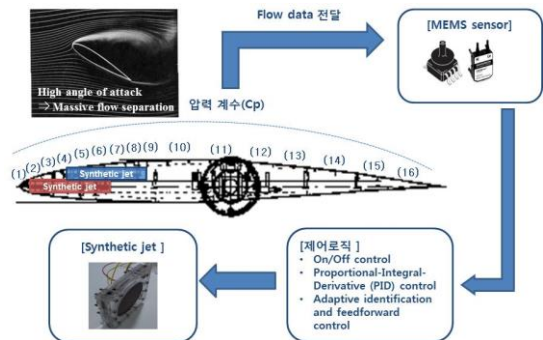 Flow data 전달
[MEMS sensor]
High angle of attack
⇒ Massive flow separation
압력 계수(Cp)
(1) (2) (3) (4) (5) (6) (7) (8) (9) (10) (11) (12) (13) (14) (15) (16)
Synthetic jet
Synthetic jet
[Synthetic jet ]
[제어로직 ]
• On/Off control
• Proportional-Integral-
Derivative (PID) control
• Adaptive identification
and feedforward
control